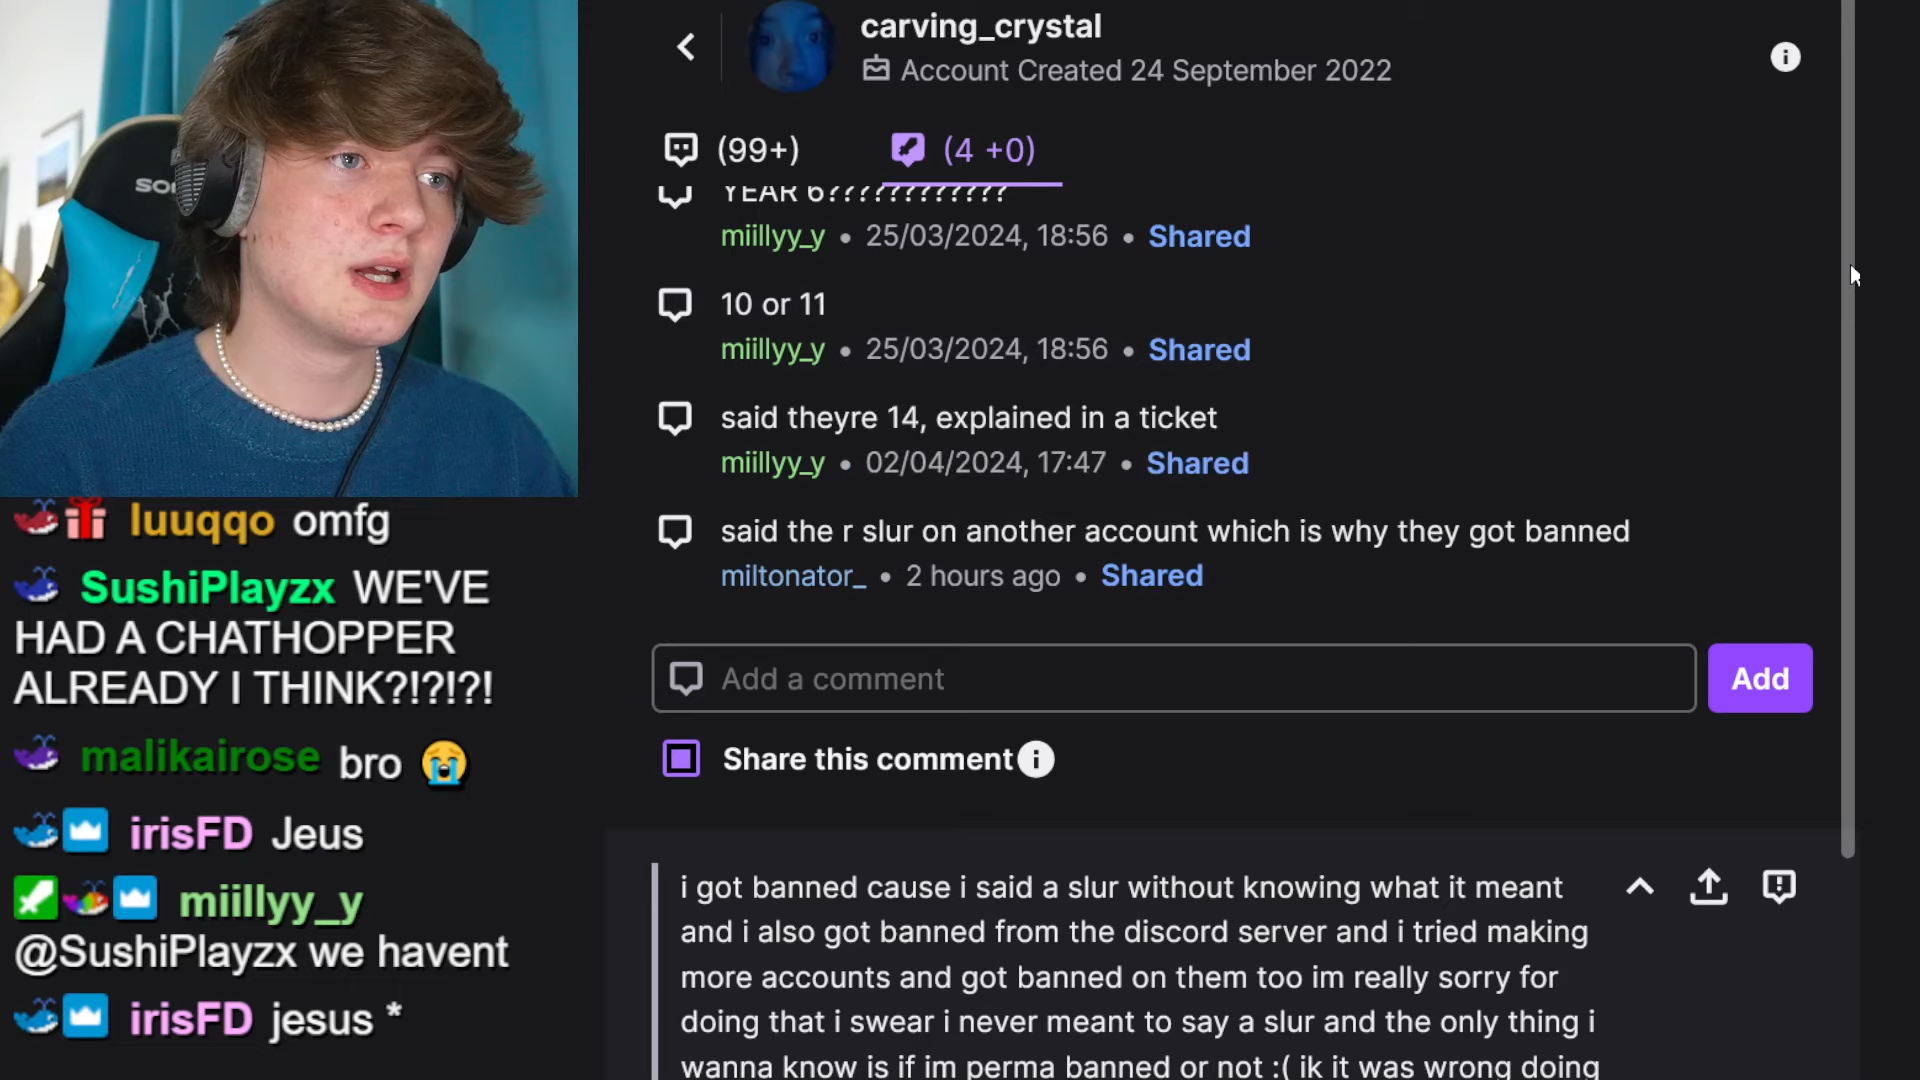 carving_crystal
Account Created 24 September 2022
(99+)
(4 +0)
YEAR 6????????????
miillyy_y • 25/03/2024, 18:56 • Shared
10 or 11
miillyy_y • 25/03/2024, 18:56 • Shared
said theyre 14, explained in a ticket
miillyy_y • 02/04/2024, 17:47 • Shared
said the r slur on another account which is why they got banned
miltonator_ • 2 hours ago • Shared
Add a comment
Add
Share this comment
i got banned cause i said a slur without knowing what it meant
and i also got banned from the discord server and i tried making
more accounts and got banned on them too im really sorry for
doing that i swear i never meant to say a slur and the only thing i
wanna know is if im perma banned or not :( ik it was wrong doing
luuqqo omfg
SushiPlayzx WE'VE
HAD A CHATHOPPER
ALREADY I THINK?!?!?!
malikairose bro 😭
irisFD Jeus
miillyy_y
@SushiPlayzx we havent
irisFD jesus *